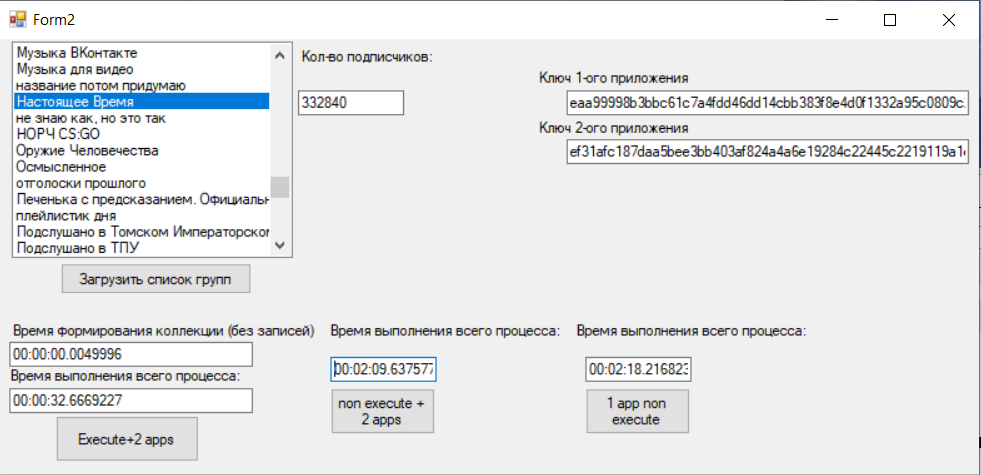 Form2
Музыка ВКонтакте
Музыка для видео
название потом придумаю
Настоящее Время
не знаю как, но это так
НОРЧ CS:GO
Оружие Человечества
Осмысленное
отголоски прошлого
Печенька с предсказанием. Официальн
плейлистик дня
Подслушано в Томском Императорском
Подслушано в ТПУ
Загрузить список групп
Кол-во подписчиков:
332840
Ключ 1-ого приложения
eaa99998b3bbc61c7a4fdd46dd14cbb383f8e4d0f1332a95c0809c.
Ключ 2-ого приложения
ef31afc187daa5bee3bb403af824a4a6e19284c22445c2219119a1
Время формирования коллекции (без записей)
00:00:00.0049996
Время выполнения всего процесса:
00:00:32.6669227
Execute+2 apps
Время выполнения всего процесса:
00:02:09.637577
non execute +
2 apps
Время выполнения всего процесса:
00:02:18.216823
1 app non
execute